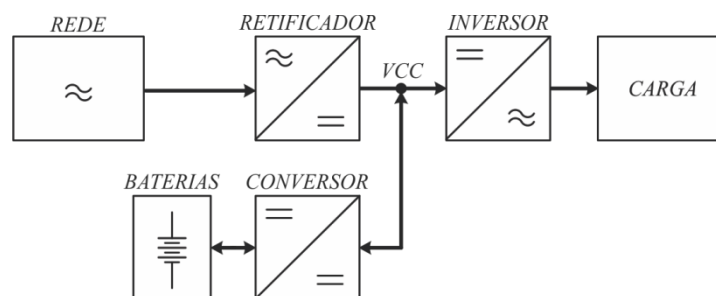 REDE
RETIFICADOR
INVERSOR
VCC
CARGA
BATERIAS
CONVERSOR